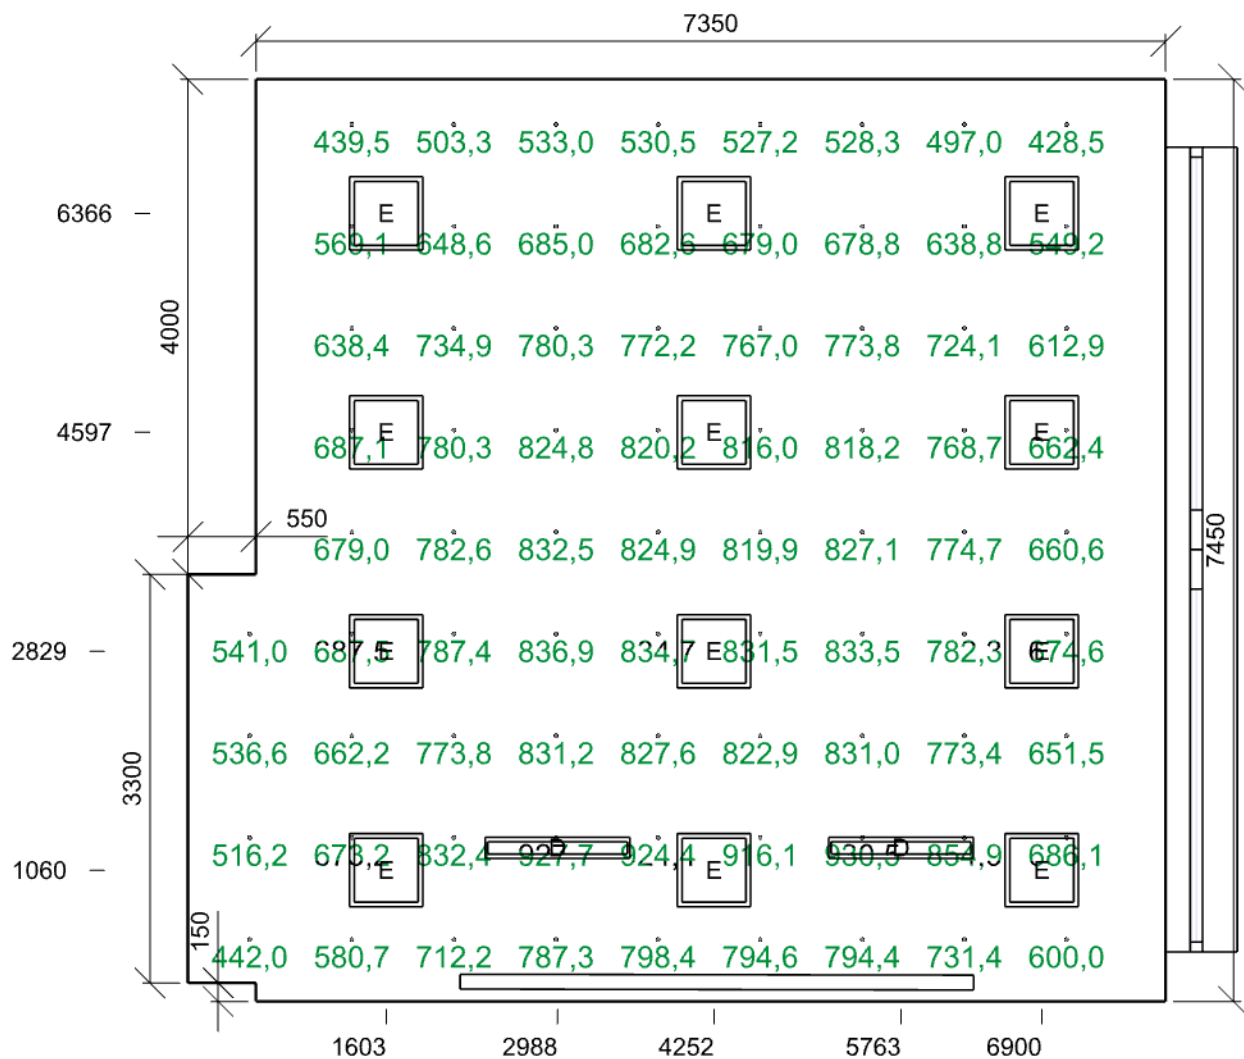 7350
439,5 503,3 533,0 530,5 527,2 528,3 497,0 428,5
6366 E E E
569,1 648,6 685,0 682,6 679,0 678,8 638,8 549,2
4000
638,4 734,9 780,3 772,2 767,0 773,8 724,1 612,9
4597 E E E
687,1 780,3 824,8 820,2 816,0 818,2 768,7 662,4
550
7450
679,0 782,6 832,5 824,9 819,9 827,1 774,7 660,6
2829 541,0 687,5 E 787,4 836,9 834,7 E 831,5 833,5 782,3 674,6 E
3300
536,6 662,2 773,8 831,2 827,6 822,9 831,0 773,4 651,5
516,2 673,2 832,4 927,7 D 924,4 916,1 930,5 D 854,9 686,1
1060 E E E
150
442,0 580,7 712,2 787,3 798,4 794,6 794,4 731,4 600,0
1603 2988 4252 5763 6900